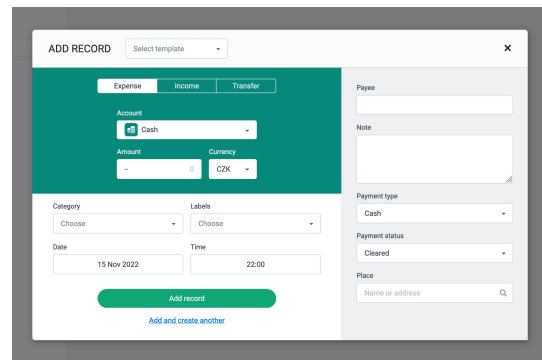 ADD RECORD
Select template
×
Expense Income Transfer
Account
Cash
Amount Currency
– 0 CZK
Category Labels
Choose Choose
Date Time
15 Nov 2022 22:00
Add record
Add and create another
Payee
Note
Payment type
Cash
Payment status
Cleared
Place
Name or address